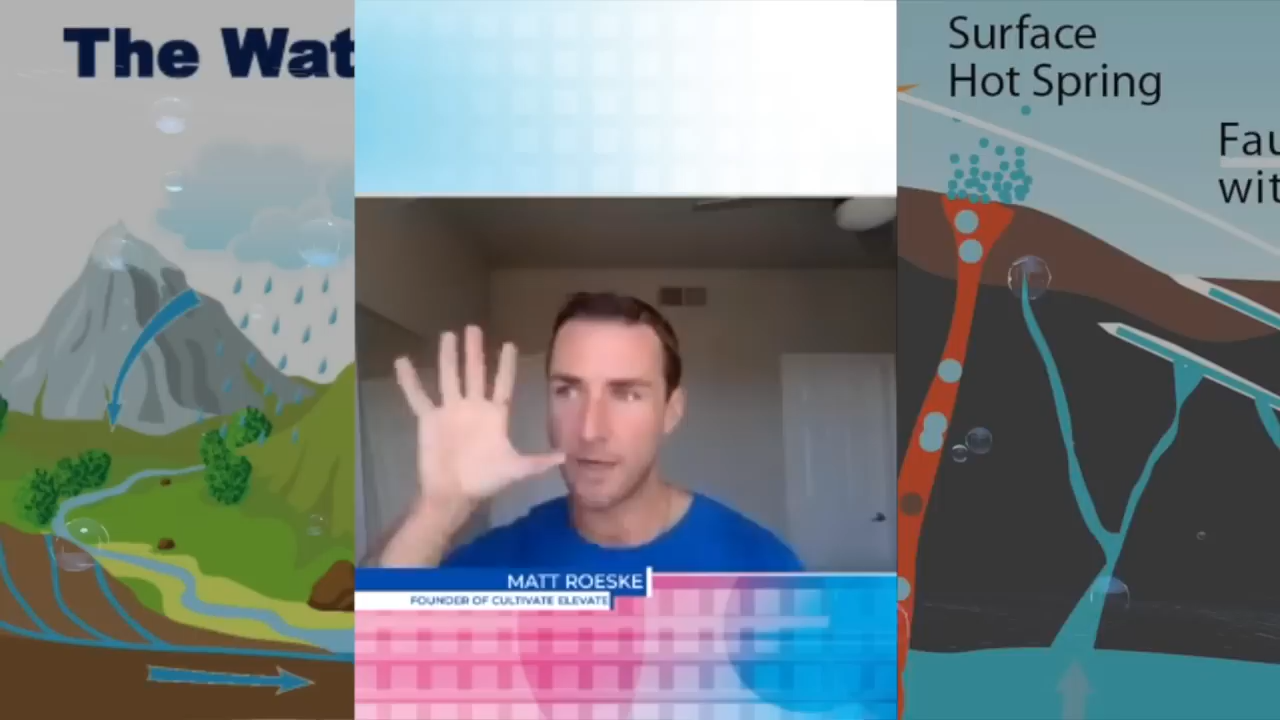 The Wat
Surface
Hot Spring
Fau
wit
MATT ROESKE
FOUNDER OF CULTIVATE ELEVATE